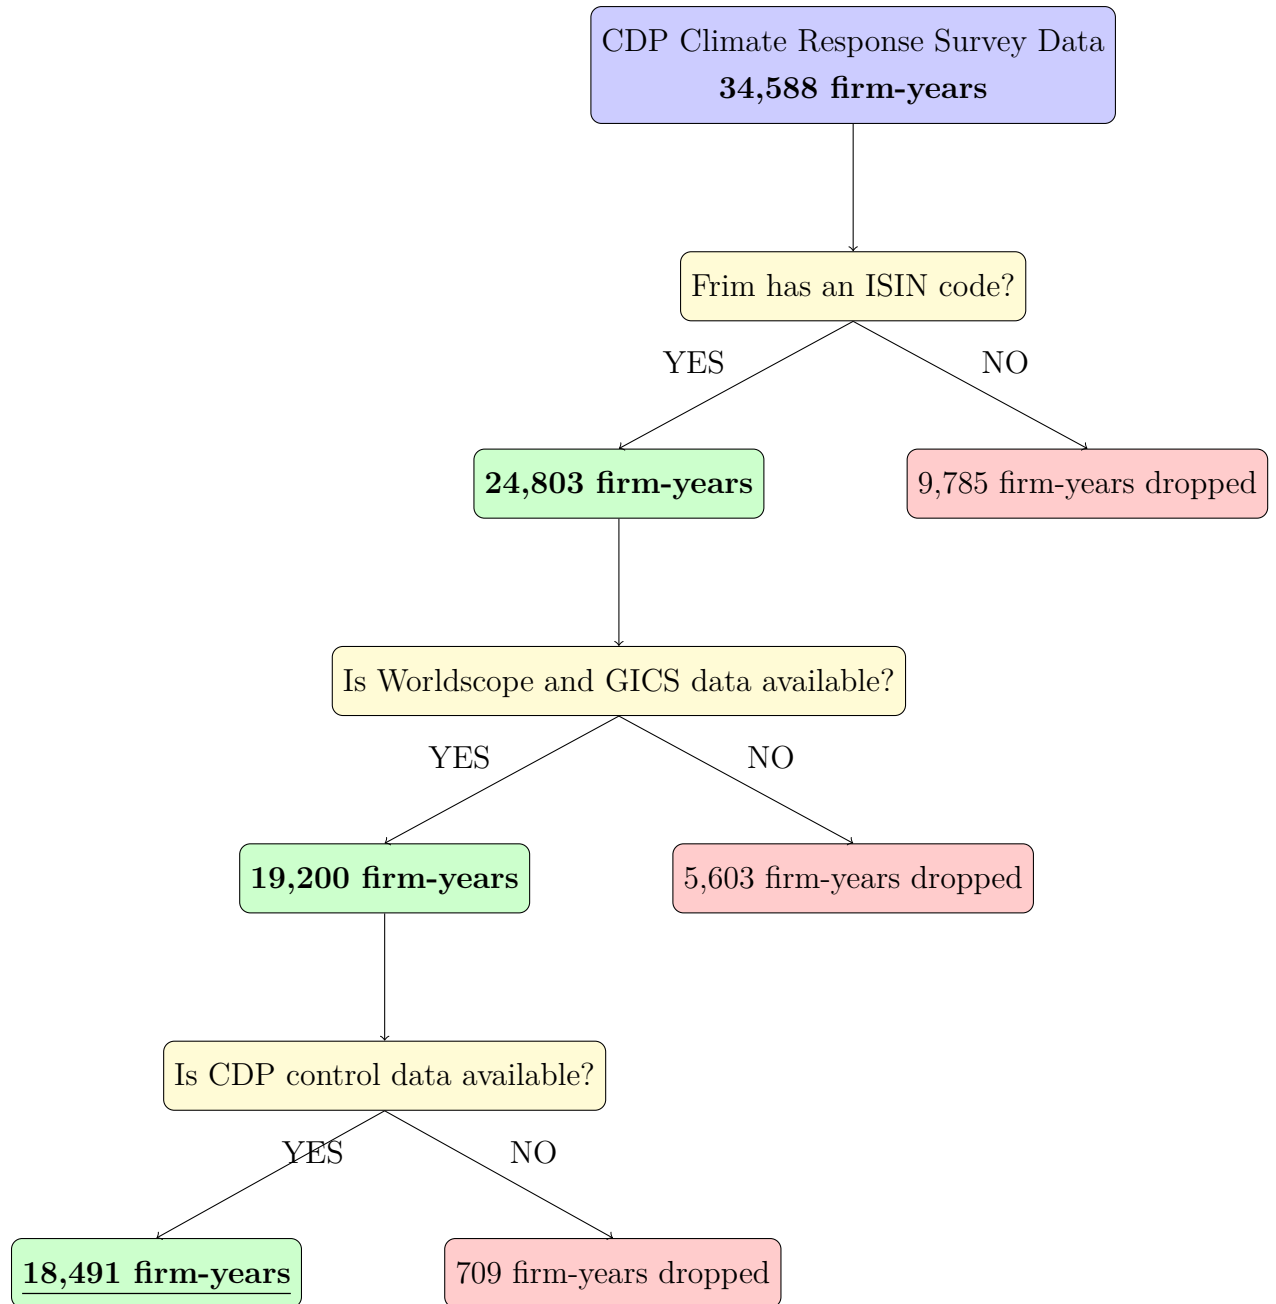 CDP Climate Response Survey Data
34,588 firm-years
Frim has an ISIN code?
YES
NO
24,803 firm-years
9,785 firm-years dropped
Is Worldscope and GICS data available?
YES
NO
19,200 firm-years
5,603 firm-years dropped
Is CDP control data available?
YES
NO
18,491 firm-years
709 firm-years dropped